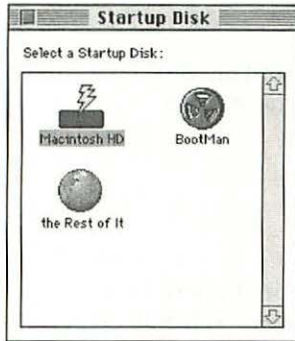 Startup Disk
Select a Startup Disk:
Macintosh HD
BootMan
the Rest of It